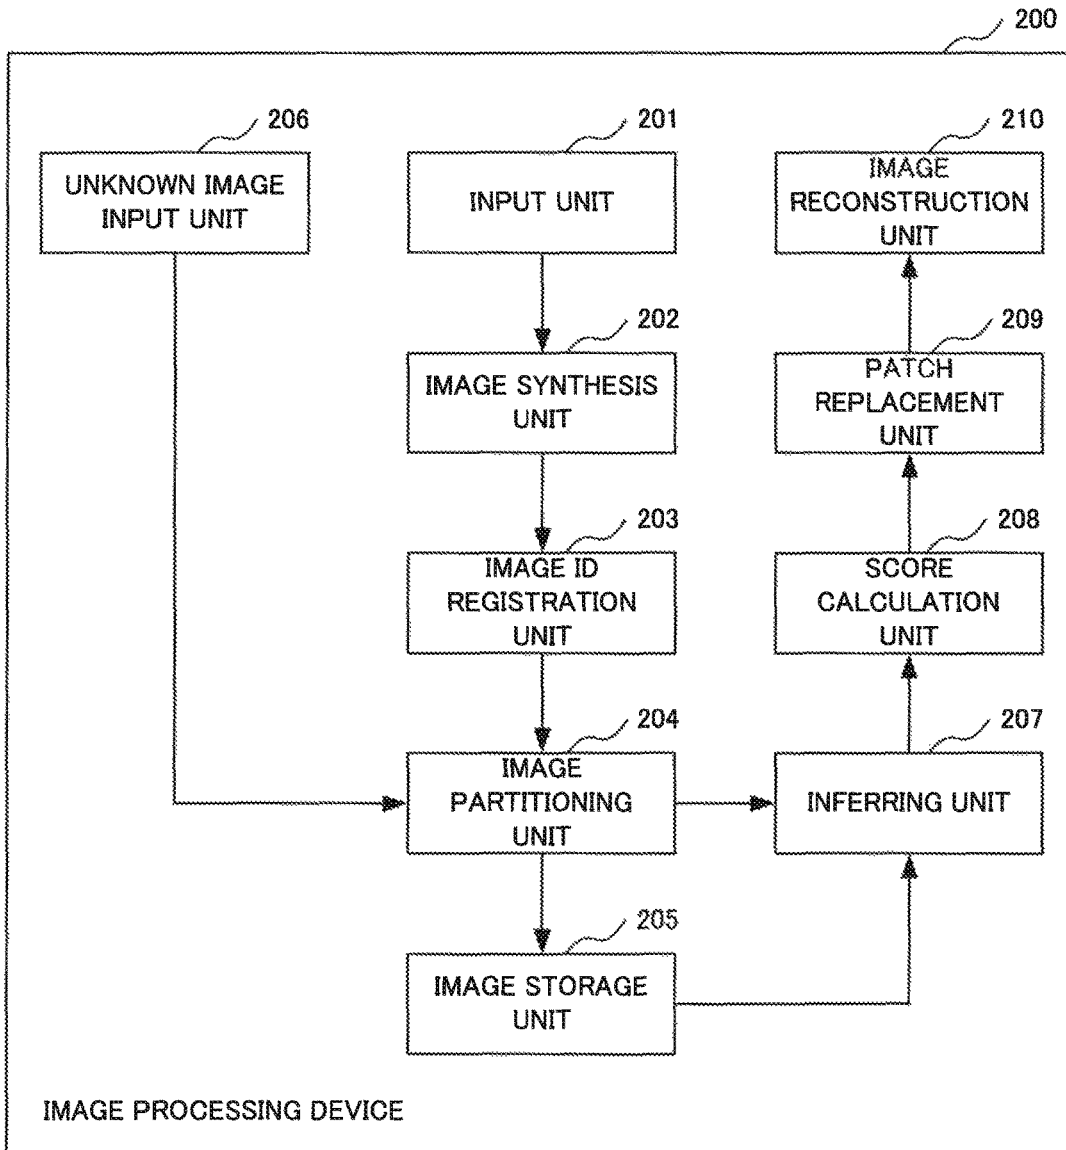 200
206
UNKNOWN IMAGE
INPUT UNIT
201
INPUT UNIT
210
IMAGE
RECONSTRUCTION
UNIT
202
IMAGE SYNTHESIS
UNIT
209
PATCH
REPLACEMENT
UNIT
203
IMAGE ID
REGISTRATION
UNIT
208
SCORE
CALCULATION
UNIT
204
IMAGE
PARTITIONING
UNIT
207
INFERRING UNIT
205
IMAGE STORAGE
UNIT
IMAGE PROCESSING DEVICE